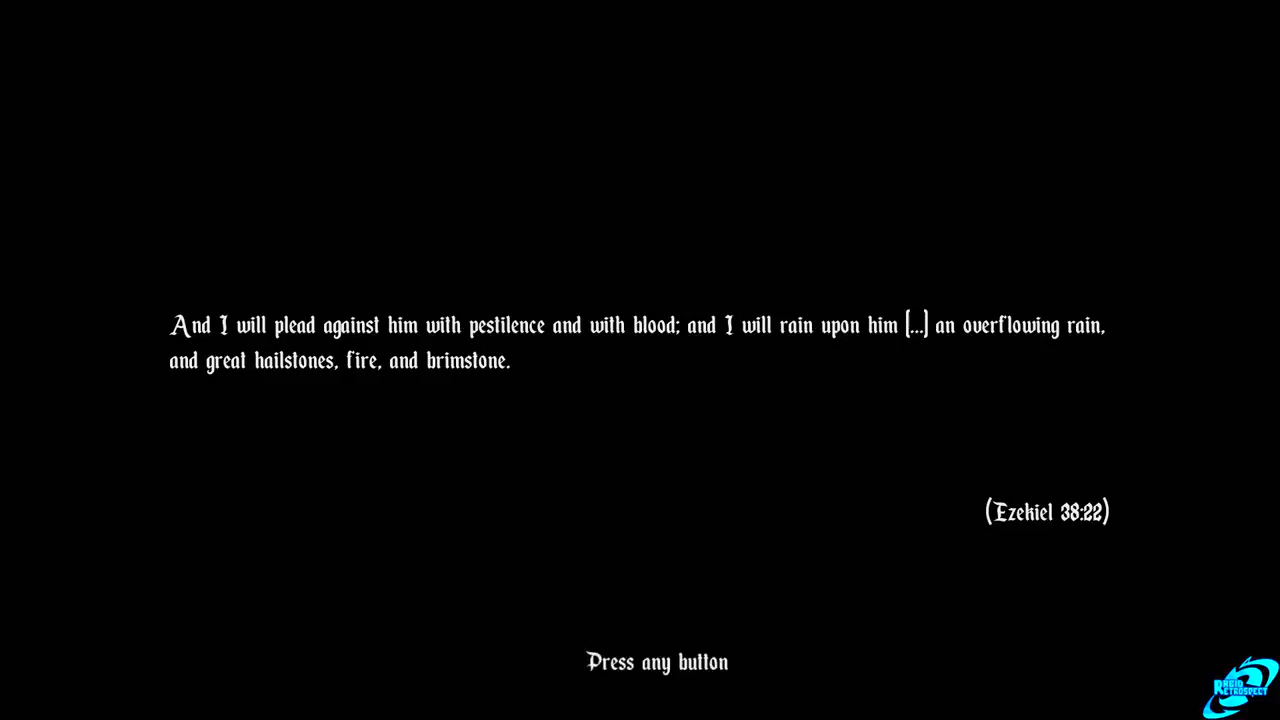 And I will plead against him with pestilence and with blood; and I will rain upon him [...] an overflowing rain,
and great hailstones, fire, and brimstone.
(Ezekiel 38:22)
Press any button
RETROSPECT